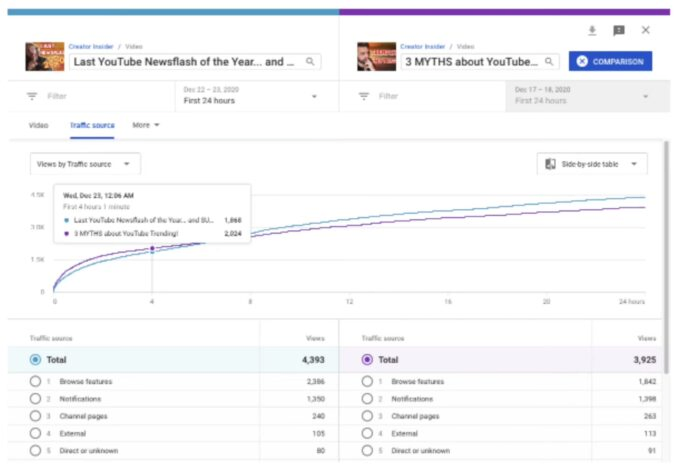 Creator Insider / Video
Last YouTube Newsflash of the Year... and ...
Creator Insider / Video
3 MYTHS about YouTube...
COMPARISON
Filter
Dec 22 – 23, 2020
First 24 hours
Filter
Dec 17 – 18, 2020
First 24 hours
Video
Traffic source
More
Views by Traffic source
Side-by-side table
Wed, Dec 23, 12:06 AM
First 4 hours 1 minute
Last YouTube Newsflash of the Year... and SU... 1,868
3 MYTHS about YouTube Trending! 2,024
4.5K
3.0K
1.5K
0
0 4 8 12 16 20 24 hours
Traffic source Views Traffic source Views
Total 4,393 Total 3,925
1 Browse features 2,386 1 Browse features 1,842
2 Notifications 1,350 2 Notifications 1,398
3 Channel pages 240 3 Channel pages 263
4 External 105 4 External 113
5 Direct or unknown 80 5 Direct or unknown 91